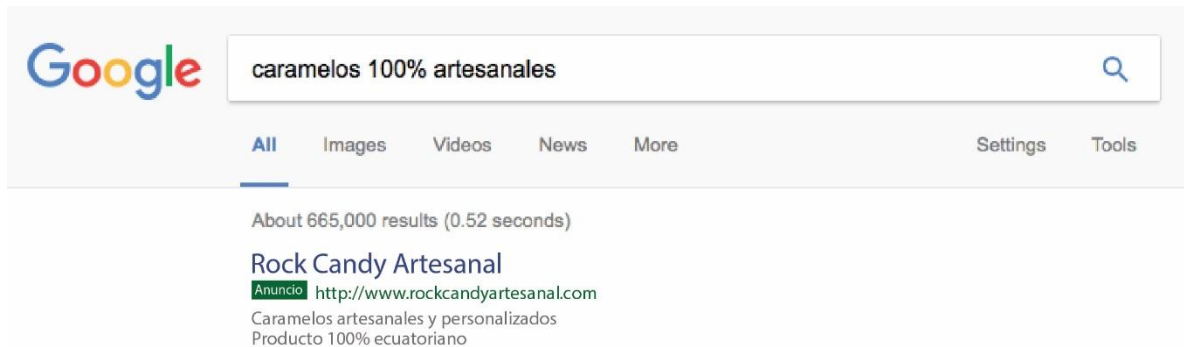 Google
caramelos 100% artesanales
All Images Videos News More Settings Tools
About 665,000 results (0.52 seconds)
Rock Candy Artesanal
Anuncio http://www.rockcandyartesanal.com
Caramelos artesanales y personalizados
Producto 100% ecuatoriano